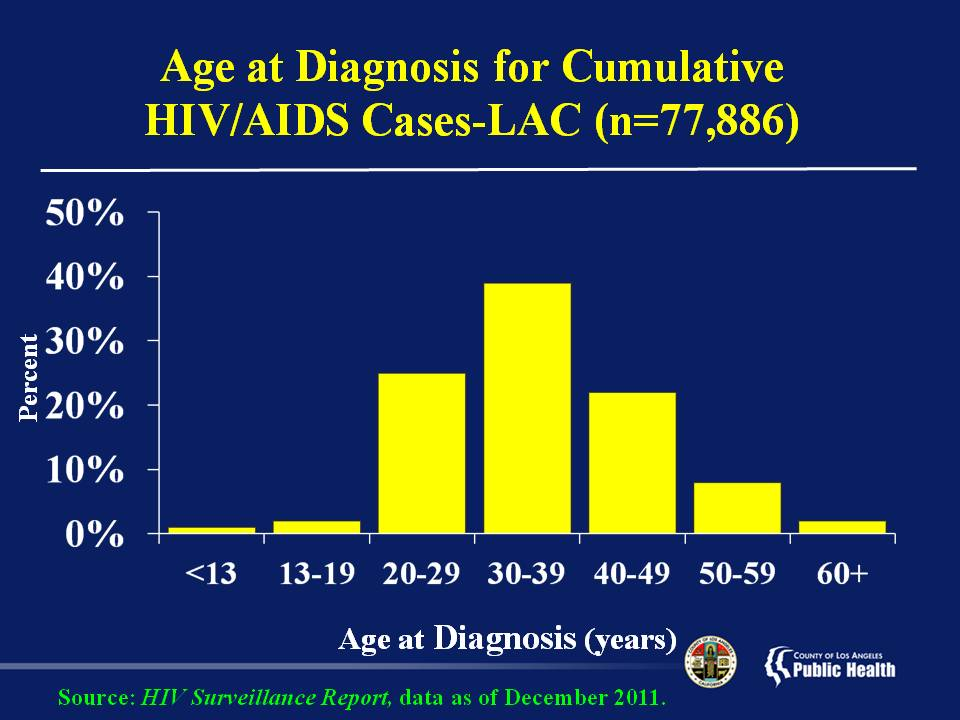 Age at Diagnosis for Cumulative
HIV/AIDS Cases-LAC (n=77,886)
50%
40%
30%
20%
10%
0%
Percent
<13 13-19 20-29 30-39 40-49 50-59 60+
Age at Diagnosis (years)
COUNTY OF LOS ANGELES
Public Health
Source: HIV Surveillance Report, data as of December 2011.